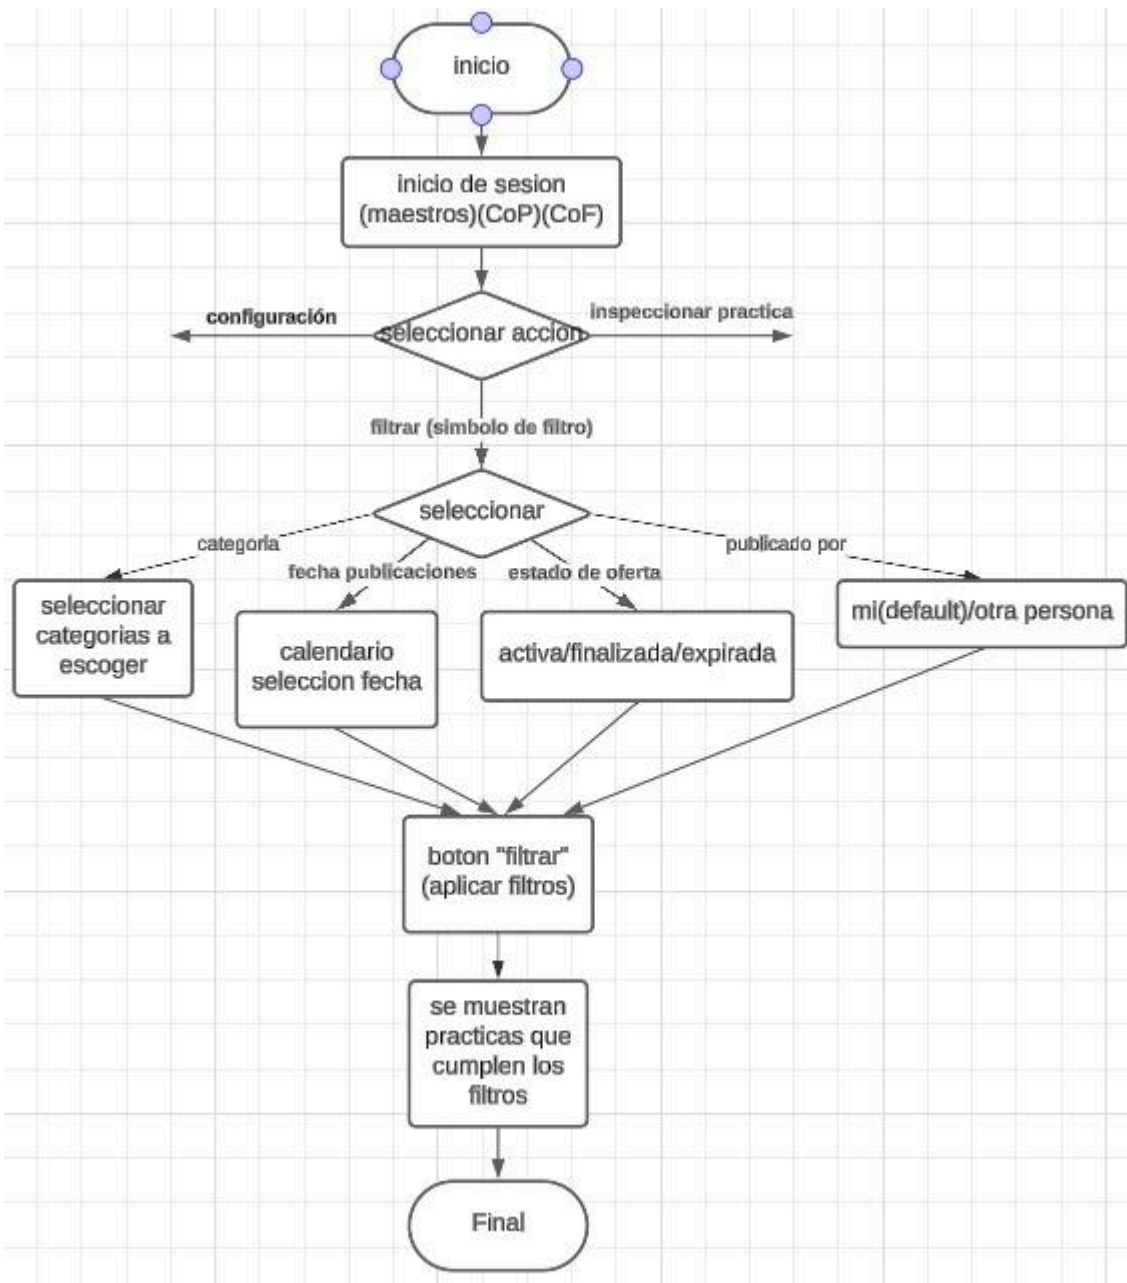 inicio
inicio de sesion
(maestros)(CoP)(CoF)
configuración
seleccionar acción
inspeccionar practica
filtrar (simbolo de filtro)
seleccionar
categoría
publicado por
fecha publicaciones
estado de oferta
seleccionar
categorias a
escoger
calendario
seleccion fecha
activa/finalizada/expirada
mi(default)/otra persona
boton "filtrar"
(aplicar filtros)
se muestran
practicas que
cumplen los
filtros
Final